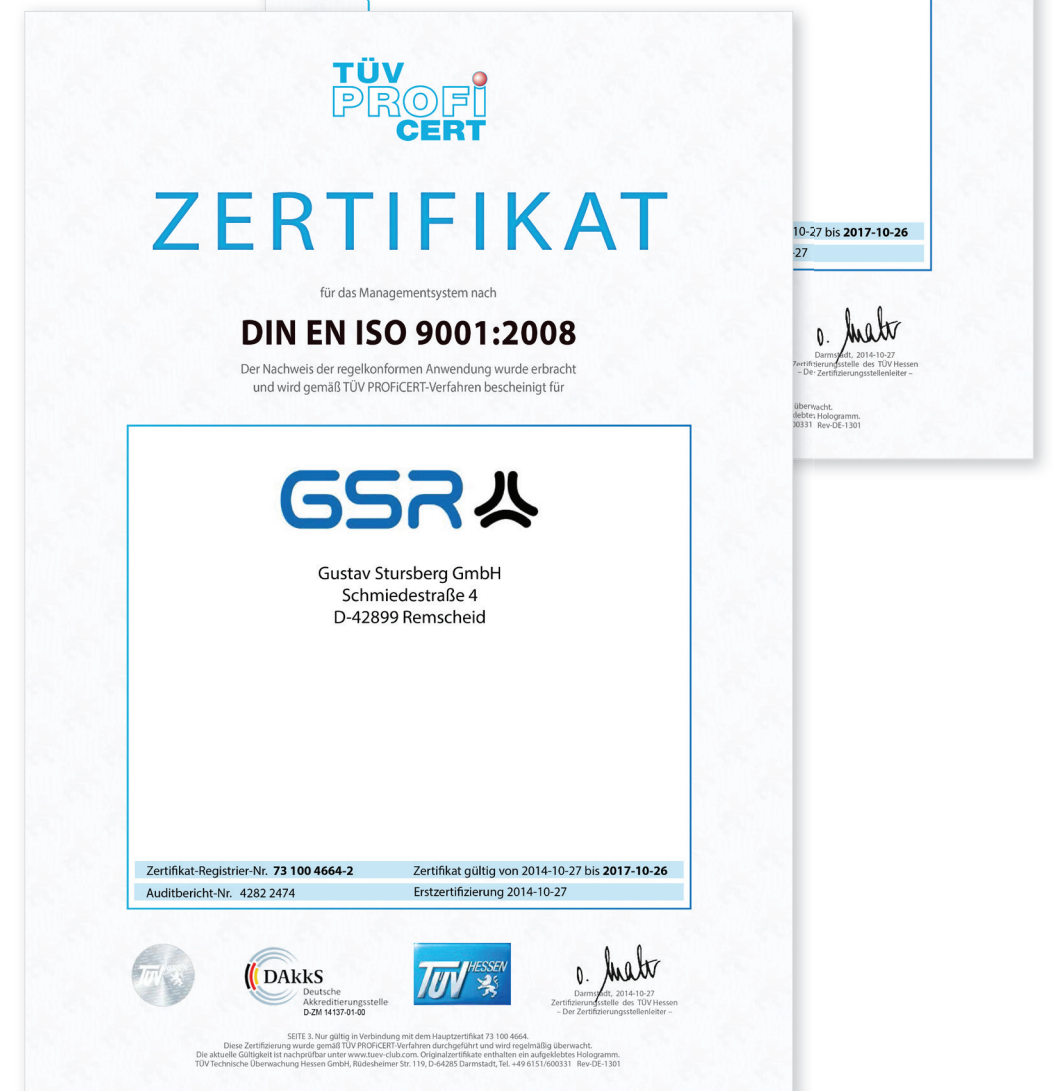 TÜV
PROFi
CERT
ZERTIFIKAT
für das Managementsystem nach
DIN EN ISO 9001:2008
Der Nachweis der regelkonformen Anwendung wurde erbracht
und wird gemäß TÜV PROFiCERT-Verfahren bescheinigt für
GSR
Gustav Stursberg GmbH
Schmiedestraße 4
D-42899 Remscheid
Zertifikat-Registrier-Nr. 73 100 4664-2
Zertifikat gültig von 2014-10-27 bis 2017-10-26
Auditbericht-Nr. 4282 2474
Erstzertifizierung 2014-10-27
TÜV
DAkkS
Deutsche
Akkreditierungsstelle
D-ZM 14137-01-00
TÜV HESSEN
Darmstadt, 2014-10-27
Zertifizierungsstelle des TÜV Hessen
– Der Zertifizierungsstellenleiter –
SEITE 3. Nur gültig in Verbindung mit dem Hauptzertifikat 73 100 4664.
Diese Zertifizierung wurde gemäß TÜV PROFiCERT-Verfahren durchgeführt und wird regelmäßig überwacht.
Die aktuelle Gültigkeit ist nachprüfbar unter www.tuev-club.com. Originalzertifikate enthalten ein aufgeklebtes Hologramm.
TÜV Technische Überwachung Hessen GmbH, Rüdesheimer Str. 119, D-64285 Darmstadt, Tel. +49 6151/600331 Rev-DE-1301
10-27 bis 2017-10-26
-27
Darmstadt, 2014-10-27
Zertifizierungsstelle des TÜV Hessen
– Der Zertifizierungsstellenleiter –
überwacht.
klebtes Hologramm.
00331 Rev-DE-1301